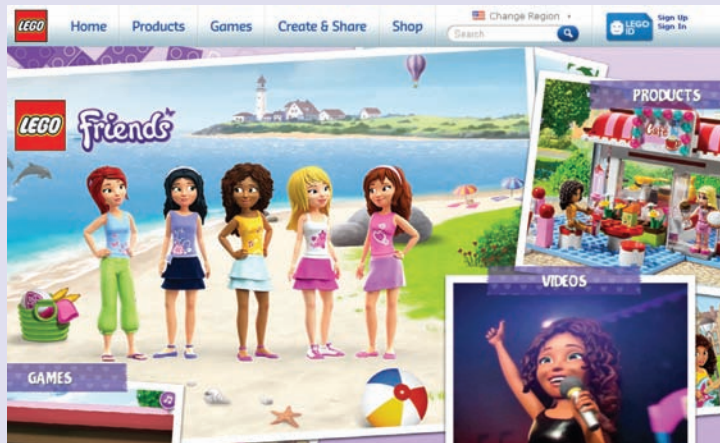 LEGO
Home Products Games Create & Share Shop
Change Region
Search
LEGO ID
Sign Up
Sign In
LEGO Friends
PRODUCTS
Cafe
VIDEOS
GAMES